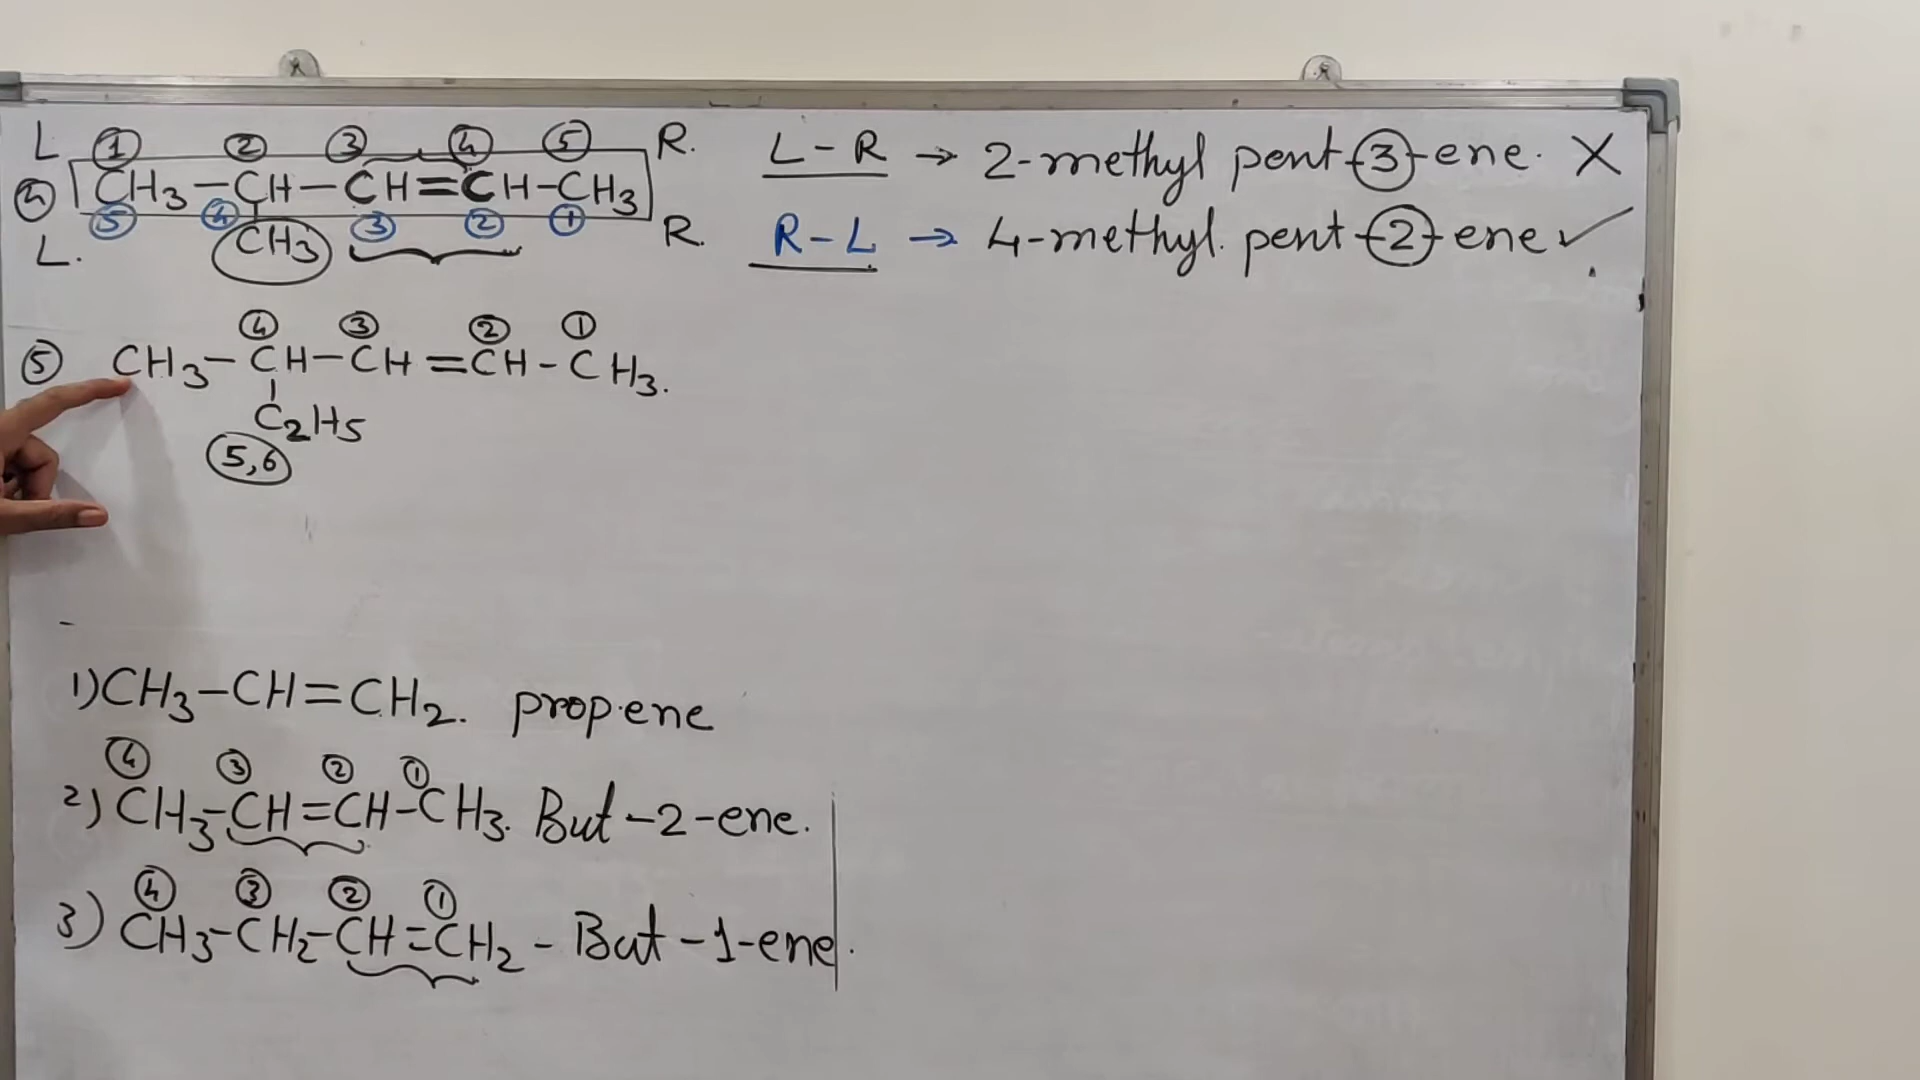 L ① ② ③ ④ ⑤ R. L-R → 2-methyl pent-③-ene. X
④ CH₃-CH-CH=CH-CH₃
⑤ ④ ③ ② ①
L. CH₃ R. R-L → 4-methyl. pent-②-ene ✓
④ ③ ② ①
⑤ CH₃-CH-CH=CH-CH₃.
C₂H₅
5,6
1) CH₃-CH=CH₂. propene
④ ③ ② ①
2) CH₃-CH=CH-CH₃. But-2-ene.
④ ③ ② ①
3) CH₃-CH₂-CH=CH₂ - But-1-ene.